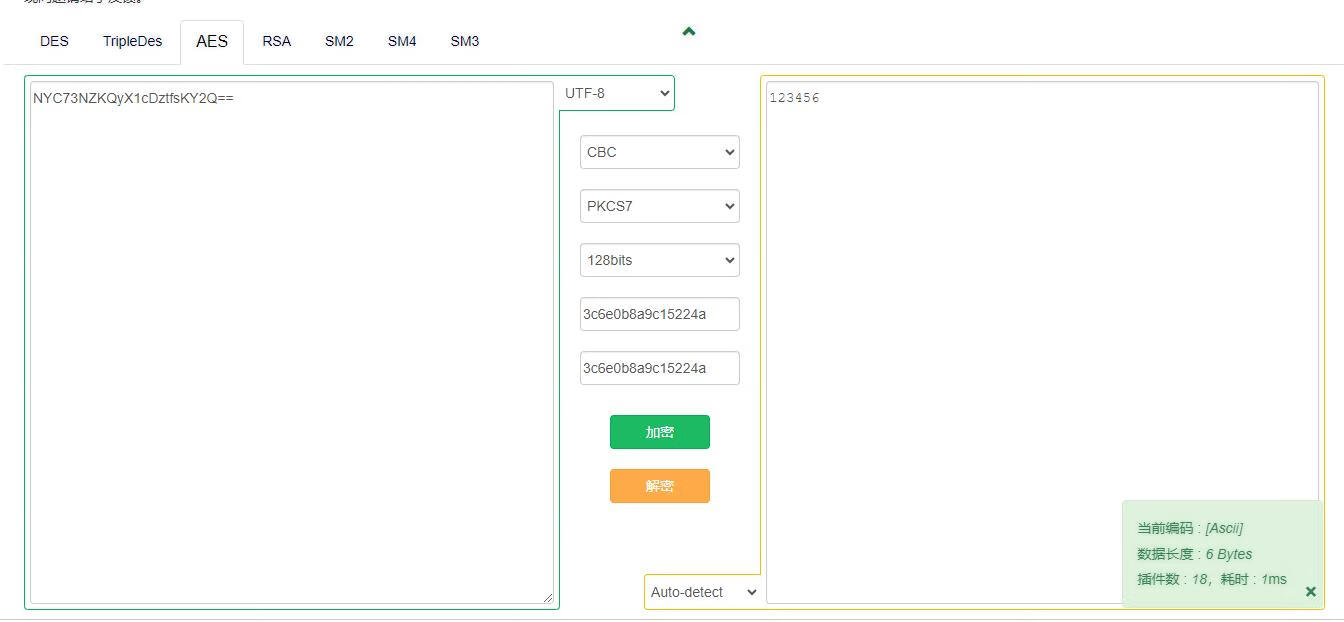 DES TripleDes AES RSA SM2 SM4 SM3
NYC73NZKQyX1cDztfsKY2Q==
UTF-8
CBC
PKCS7
128bits
3c6e0b8a9c15224a
3c6e0b8a9c15224a
加密
解密
Auto-detect
123456
当前编码 : [Ascii]
数据长度 : 6 Bytes
插件数 : 18，耗时 : 1ms